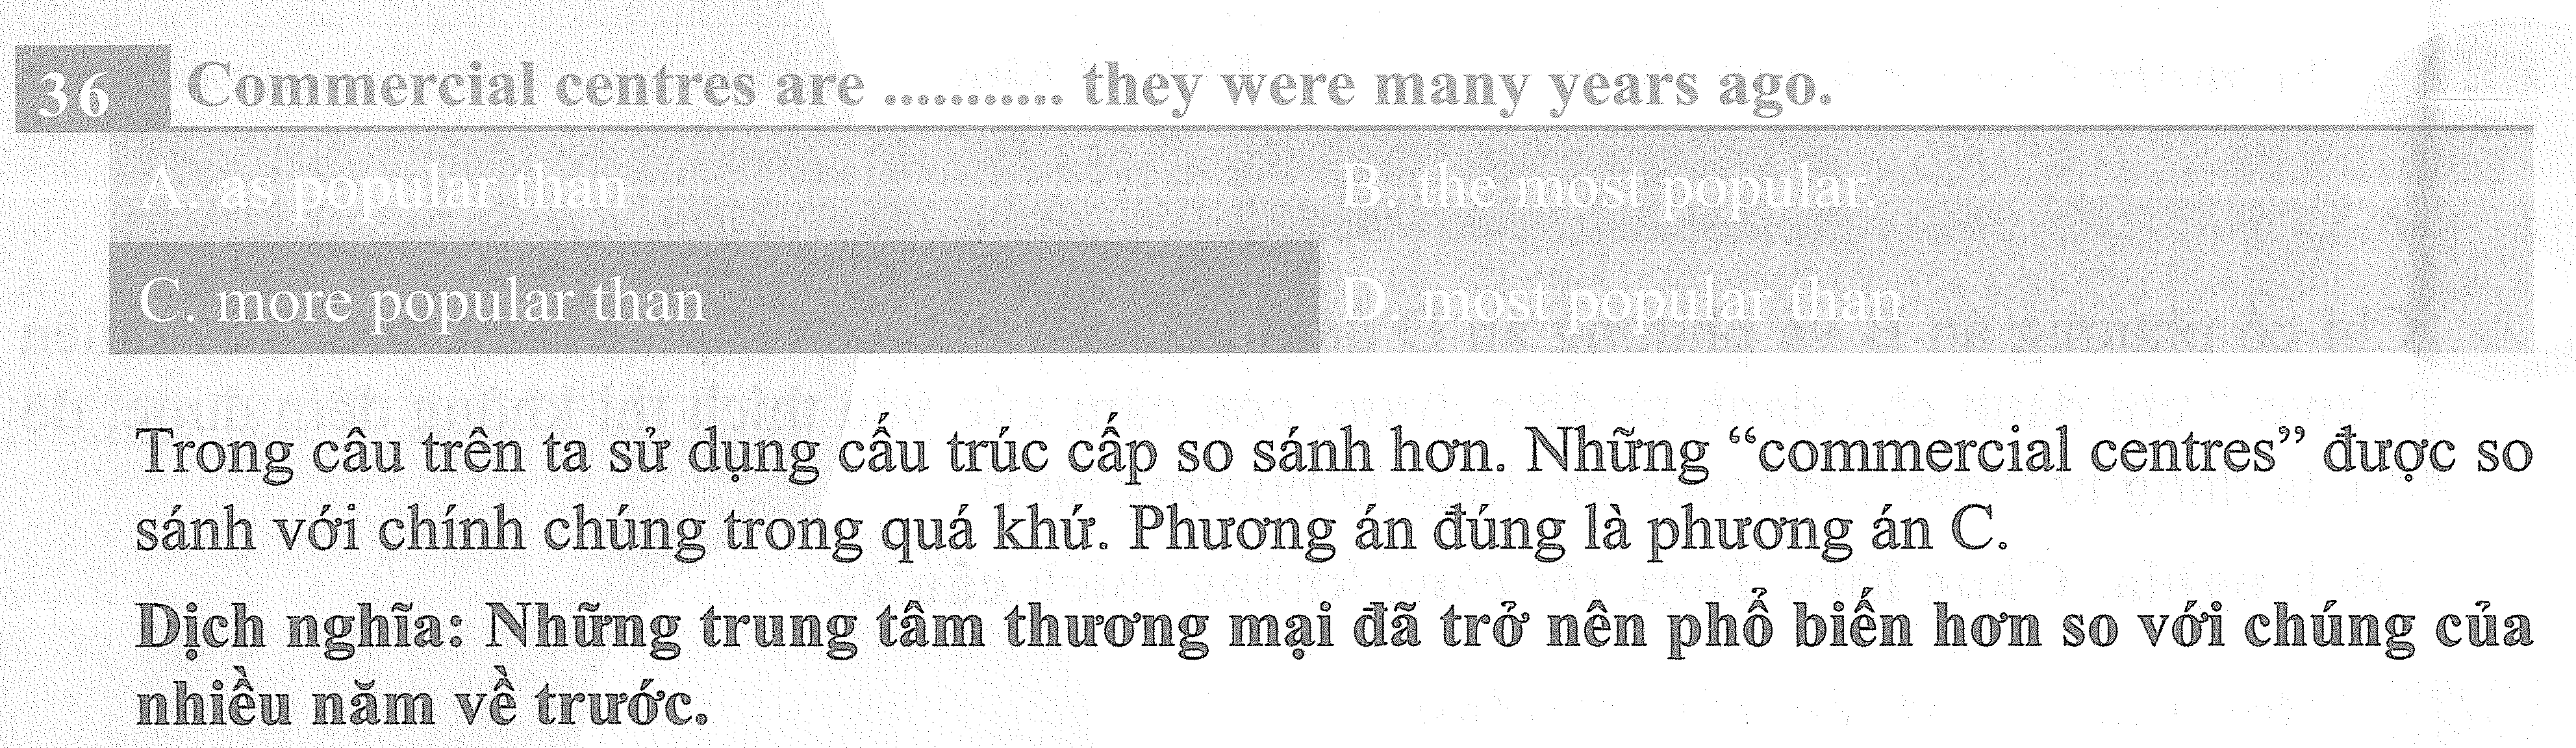 36 Commercial centres are ........... they were many years ago.
A. as popular than B. the most popular.
C. more popular than D. most popular than
Trong câu trên ta sử dụng cấu trúc cấp so sánh hơn. Những “commercial centres” được so
sánh với chính chúng trong quá khứ. Phương án đúng là phương án C.
Dịch nghĩa: Những trung tâm thương mại đã trở nên phổ biến hơn so với chúng của
nhiều năm về trước.